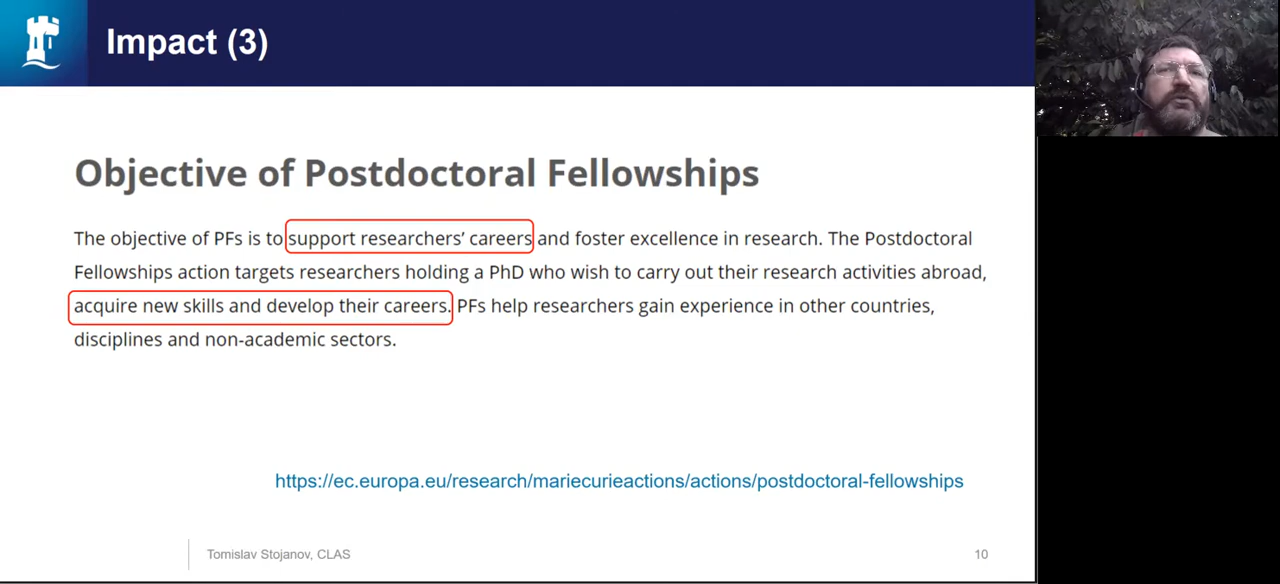 Impact (3)
Objective of Postdoctoral Fellowships
The objective of PFs is to support researchers’ careers and foster excellence in research. The Postdoctoral
Fellowships action targets researchers holding a PhD who wish to carry out their research activities abroad,
acquire new skills and develop their careers. PFs help researchers gain experience in other countries,
disciplines and non-academic sectors.
https://ec.europa.eu/research/mariecurieactions/actions/postdoctoral-fellowships
Tomislav Stojanov, CLAS
10